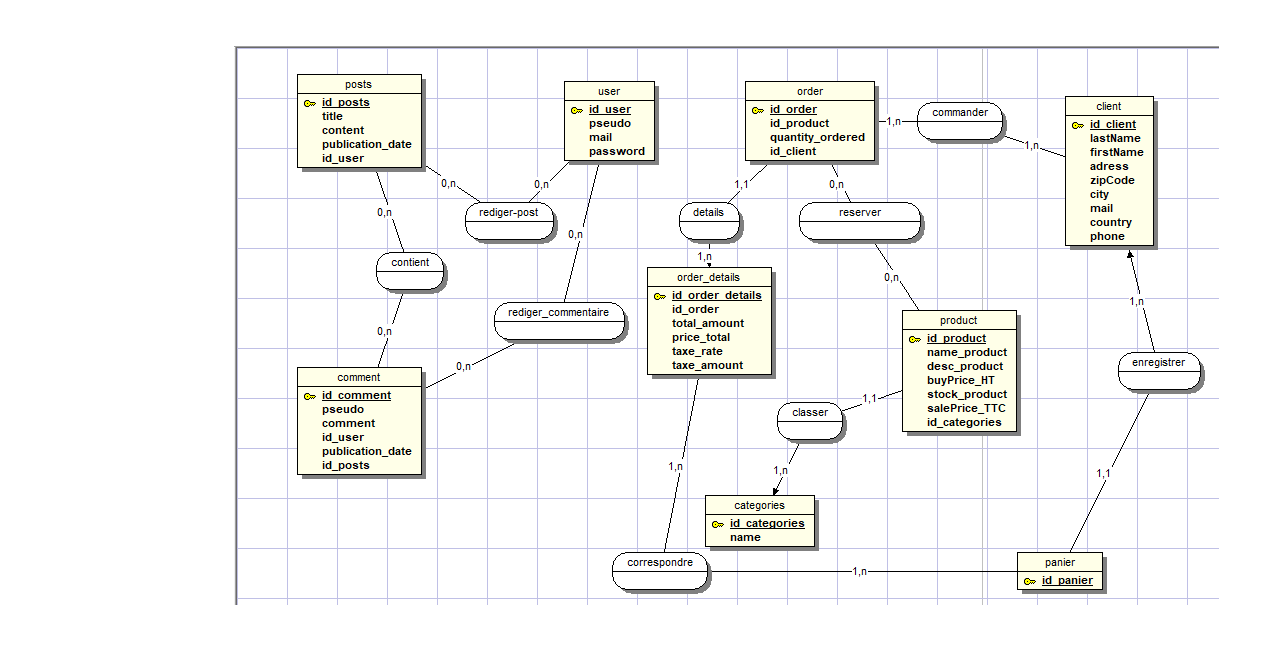 posts
id_posts
title
content
publication_date
id_user
user
id_user
pseudo
mail
password
order
id_order
id_product
quantity_ordered
id_client
1,n
commander
1,n
client
id_client
lastName
firstName
adress
zipCode
city
mail
country
phone
0,n
rediger-post
0,n
0,n
contient
0,n
0,n
rediger_commentaire
0,n
1,1
details
1,n
0,n
reserver
0,n
order_details
id_order_details
id_order
total_amount
price_total
taxe_rate
taxe_amount
product
id_product
name_product
desc_product
buyPrice_HT
stock_product
salePrice_TTC
id_categories
1,n
enregistrer
1,1
comment
id_comment
pseudo
comment
id_user
publication_date
id_posts
classer
1,1
1,n
categories
id_categories
name
1,n
correspondre
1,n
panier
id_panier